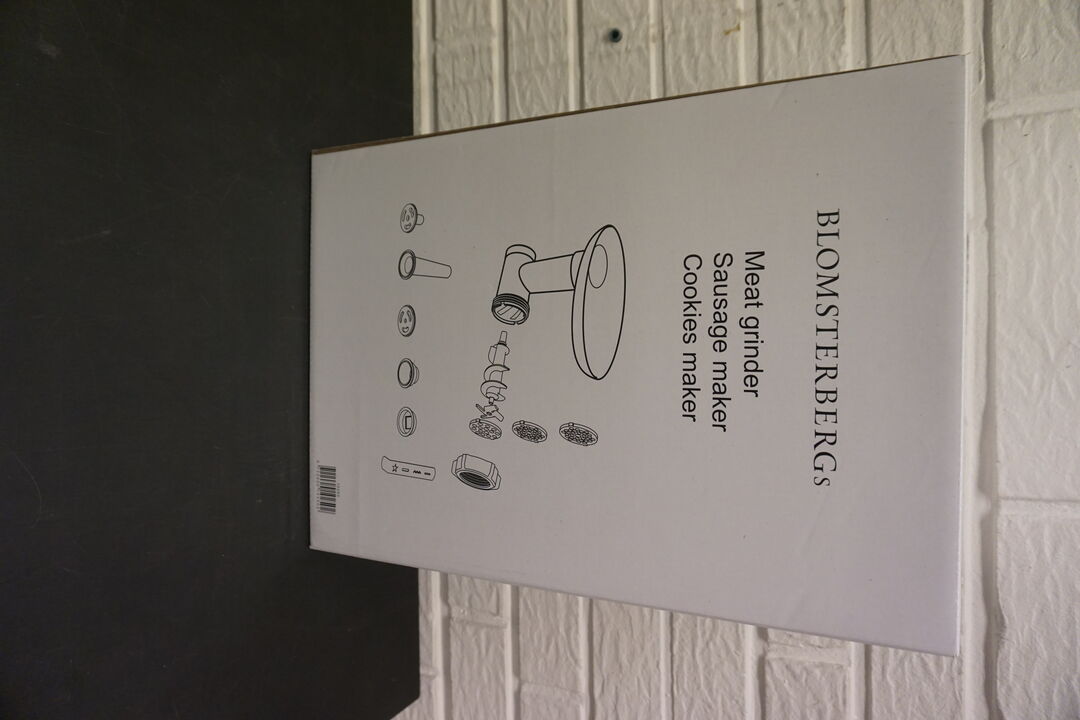 BLOMSTERBERGS
Meat grinder
Sausage maker
Cookies maker